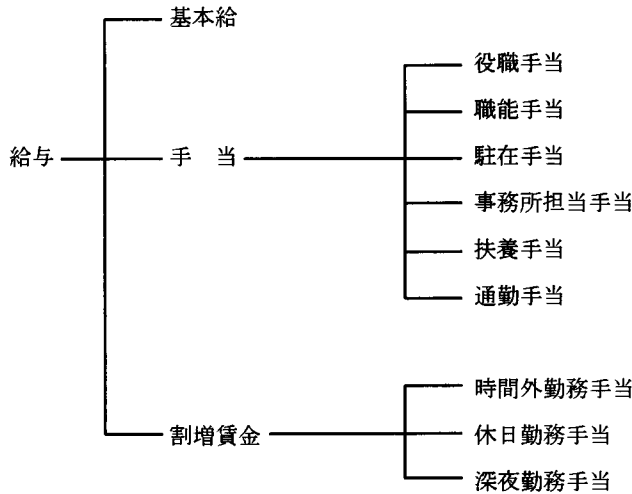 給与
基本給
手　当
役職手当
職能手当
駐在手当
事務所担当手当
扶養手当
通勤手当
割増賃金
時間外勤務手当
休日勤務手当
深夜勤務手当